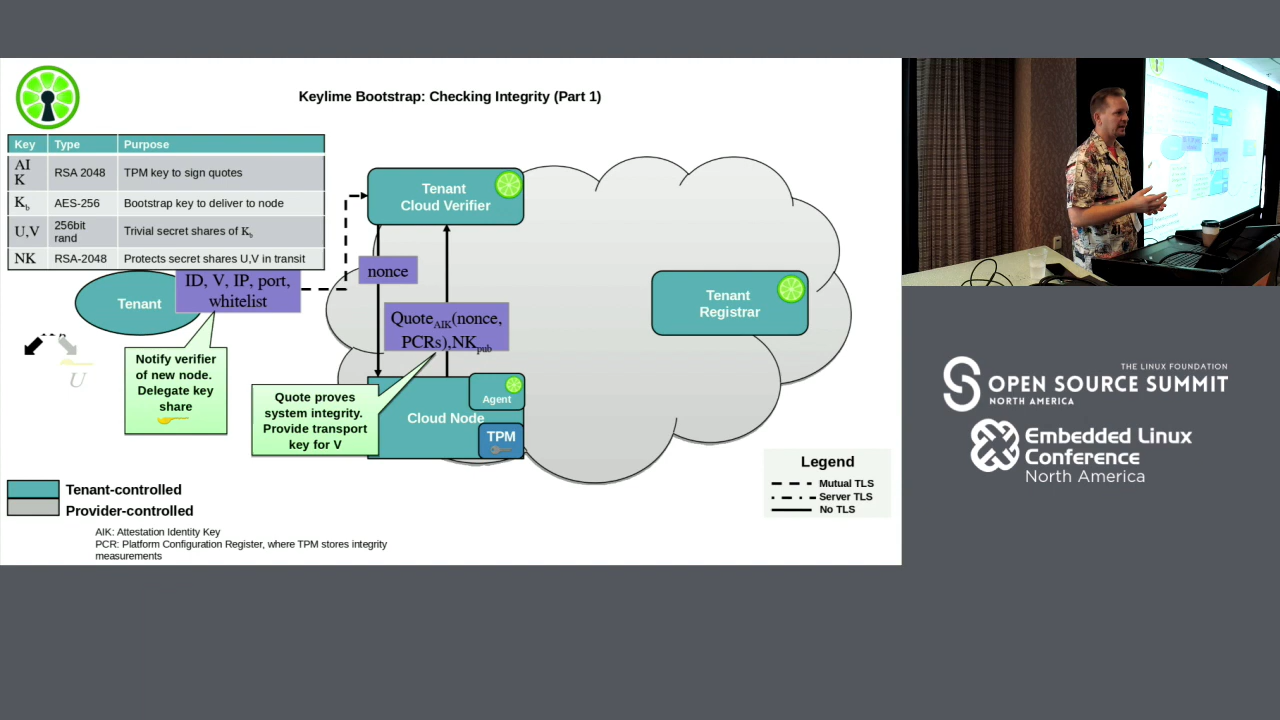 Keylime Bootstrap: Checking Integrity (Part 1)
Key Type Purpose
AI
K
RSA 2048 TPM key to sign quotes
Kb AES-256 Bootstrap key to deliver to node
U,V 256bit
rand
Trivial secret shares of Kb
NK RSA-2048 Protects secret shares U,V in transit
Tenant
ID, V, IP, port,
whitelist
Tenant
Cloud Verifier
nonce
QuoteAIK(nonce,
PCRs),NKpub
Tenant
Registrar
U
Notify verifier
of new node.
Delegate key
share
Quote proves
system integrity.
Provide transport
key for V
Cloud Node
Agent
TPM
Legend
Mutual TLS
Server TLS
No TLS
Tenant-controlled
Provider-controlled
AIK: Attestation Identity Key
PCR: Platform Configuration Register, where TPM stores integrity
measurements
THE LINUX FOUNDATION
OPEN SOURCE SUMMIT
NORTH AMERICA
Embedded Linux
Conference
North America